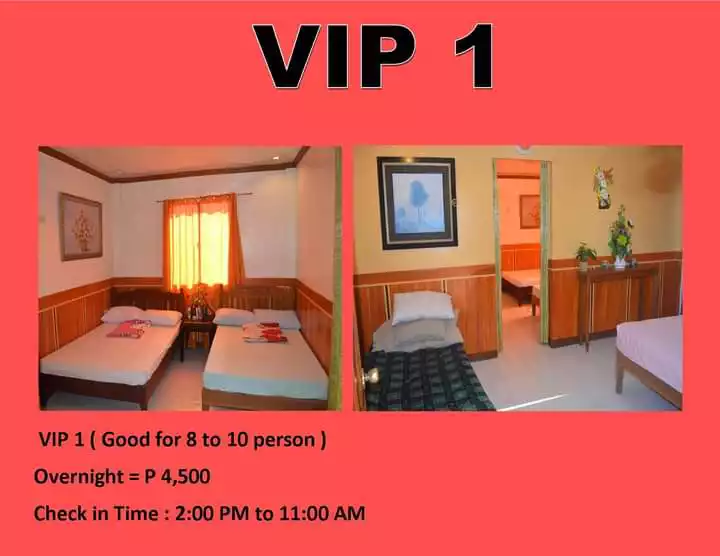 VIP 1
VIP 1 ( Good for 8 to 10 person )
Overnight = P 4,500
Check in Time : 2:00 PM to 11:00 AM